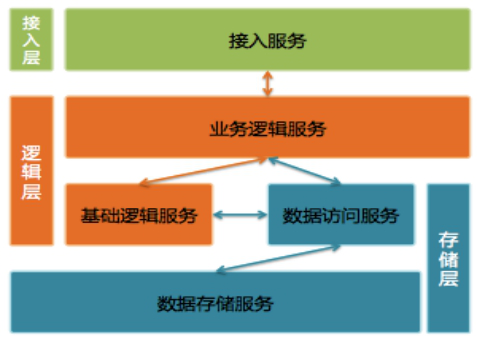 接入层
接入服务
逻辑层
业务逻辑服务
基础逻辑服务
数据访问服务
存储层
数据存储服务